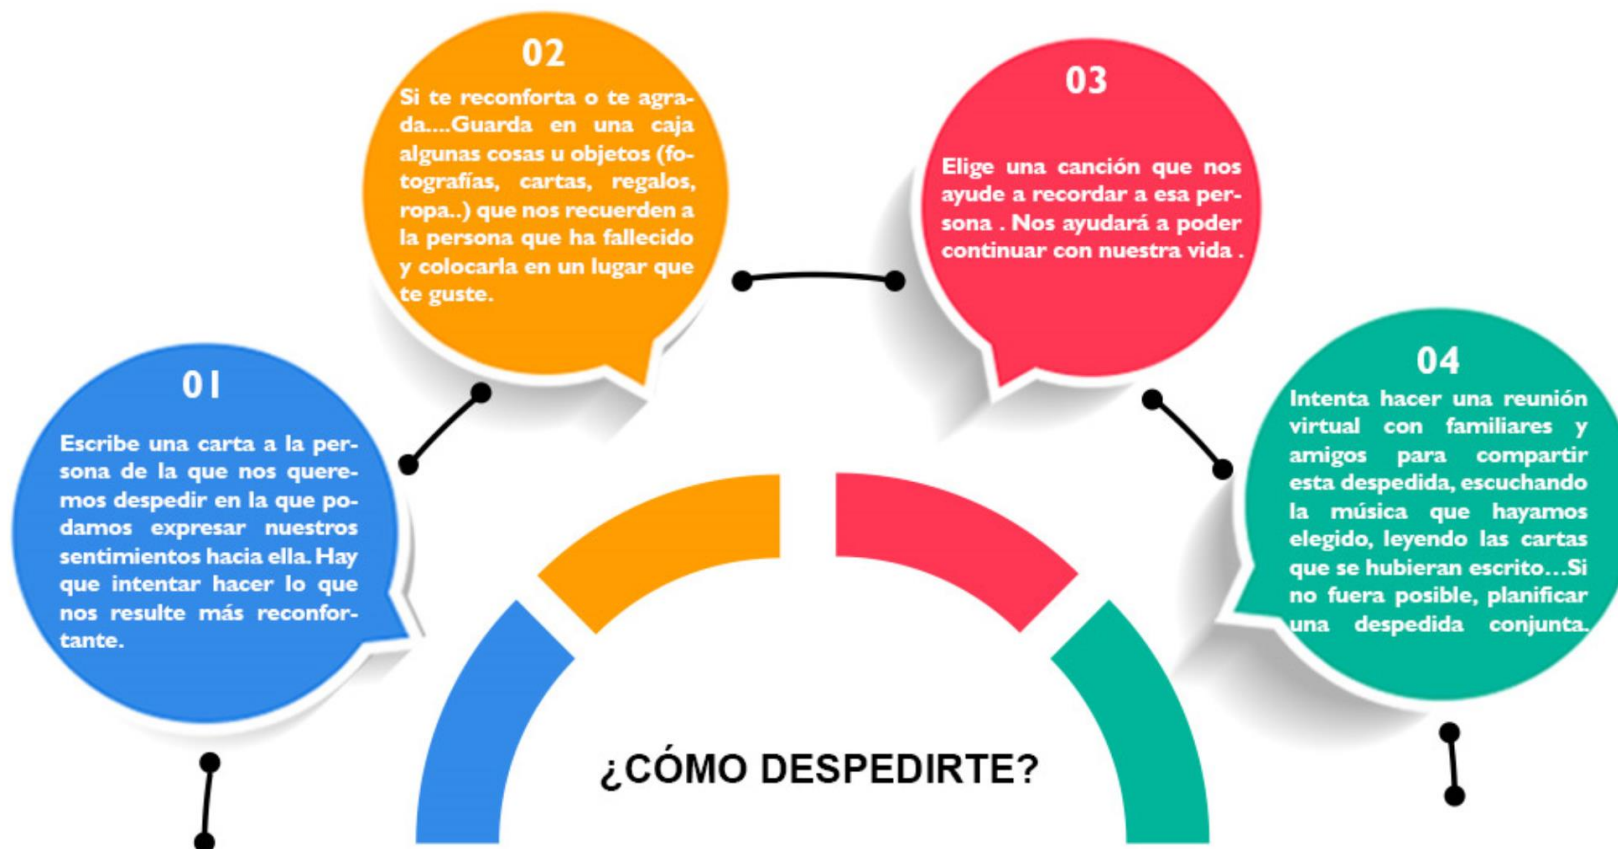 01
Escribe una carta a la per-
sona de la que nos quere-
mos despedir en la que po-
damos expresar nuestros
sentimientos hacia ella. Hay
que intentar hacer lo que
nos resulte más reconfor-
tante.
02
Si te reconforta o te agra-
da....Guarda en una caja
algunas cosas u objetos (fo-
tografías, cartas, regalos,
ropa..) que nos recuerden a
la persona que ha fallecido
y colocarla en un lugar que
te guste.
03
Elige una canción que nos
ayude a recordar a esa per-
sona . Nos ayudará a poder
continuar con nuestra vida .
04
Intenta hacer una reunión
virtual con familiares y
amigos para compartir
esta despedida, escuchando
la música que hayamos
elegido, leyendo las cartas
que se hubieran escrito...Si
no fuera posible, planificar
una despedida conjunta.
¿CÓMO DESPEDIRTE?